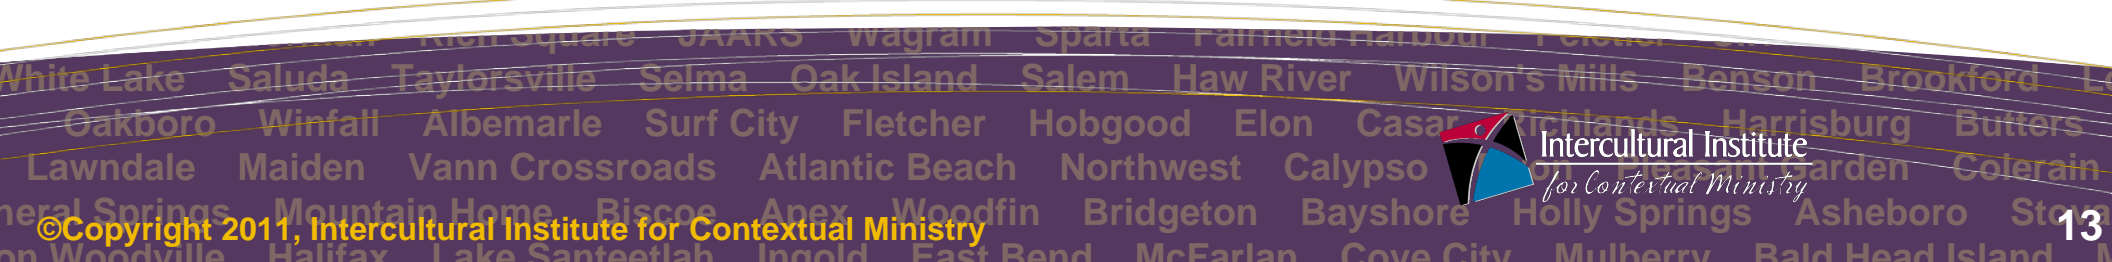 Rich Square JAARS Wagram Sparta Fairfield Harbour Peletier
White Lake Saluda Taylorsville Selma Oak Island Salem Haw River Wilson's Mills Benson Brookford
Oakboro Winfall Albemarle Surf City Fletcher Hobgood Elon Casar Richlands Harrisburg Butters
Intercultural Institute
Lawndale Maiden Vann Crossroads Atlantic Beach Northwest Calypso Pleasant Garden Colerain
for Contextual Ministry
Springs Mountain Home Biscoe Apex Woodfin Bridgeton Bayshore Holly Springs Asheboro
©Copyright 2011, Intercultural Institute for Contextual Ministry
13
Woodville Halifax Lake Santeetlah Ingold East Bend McFarlan Cove City Mulberry Bald Head Island